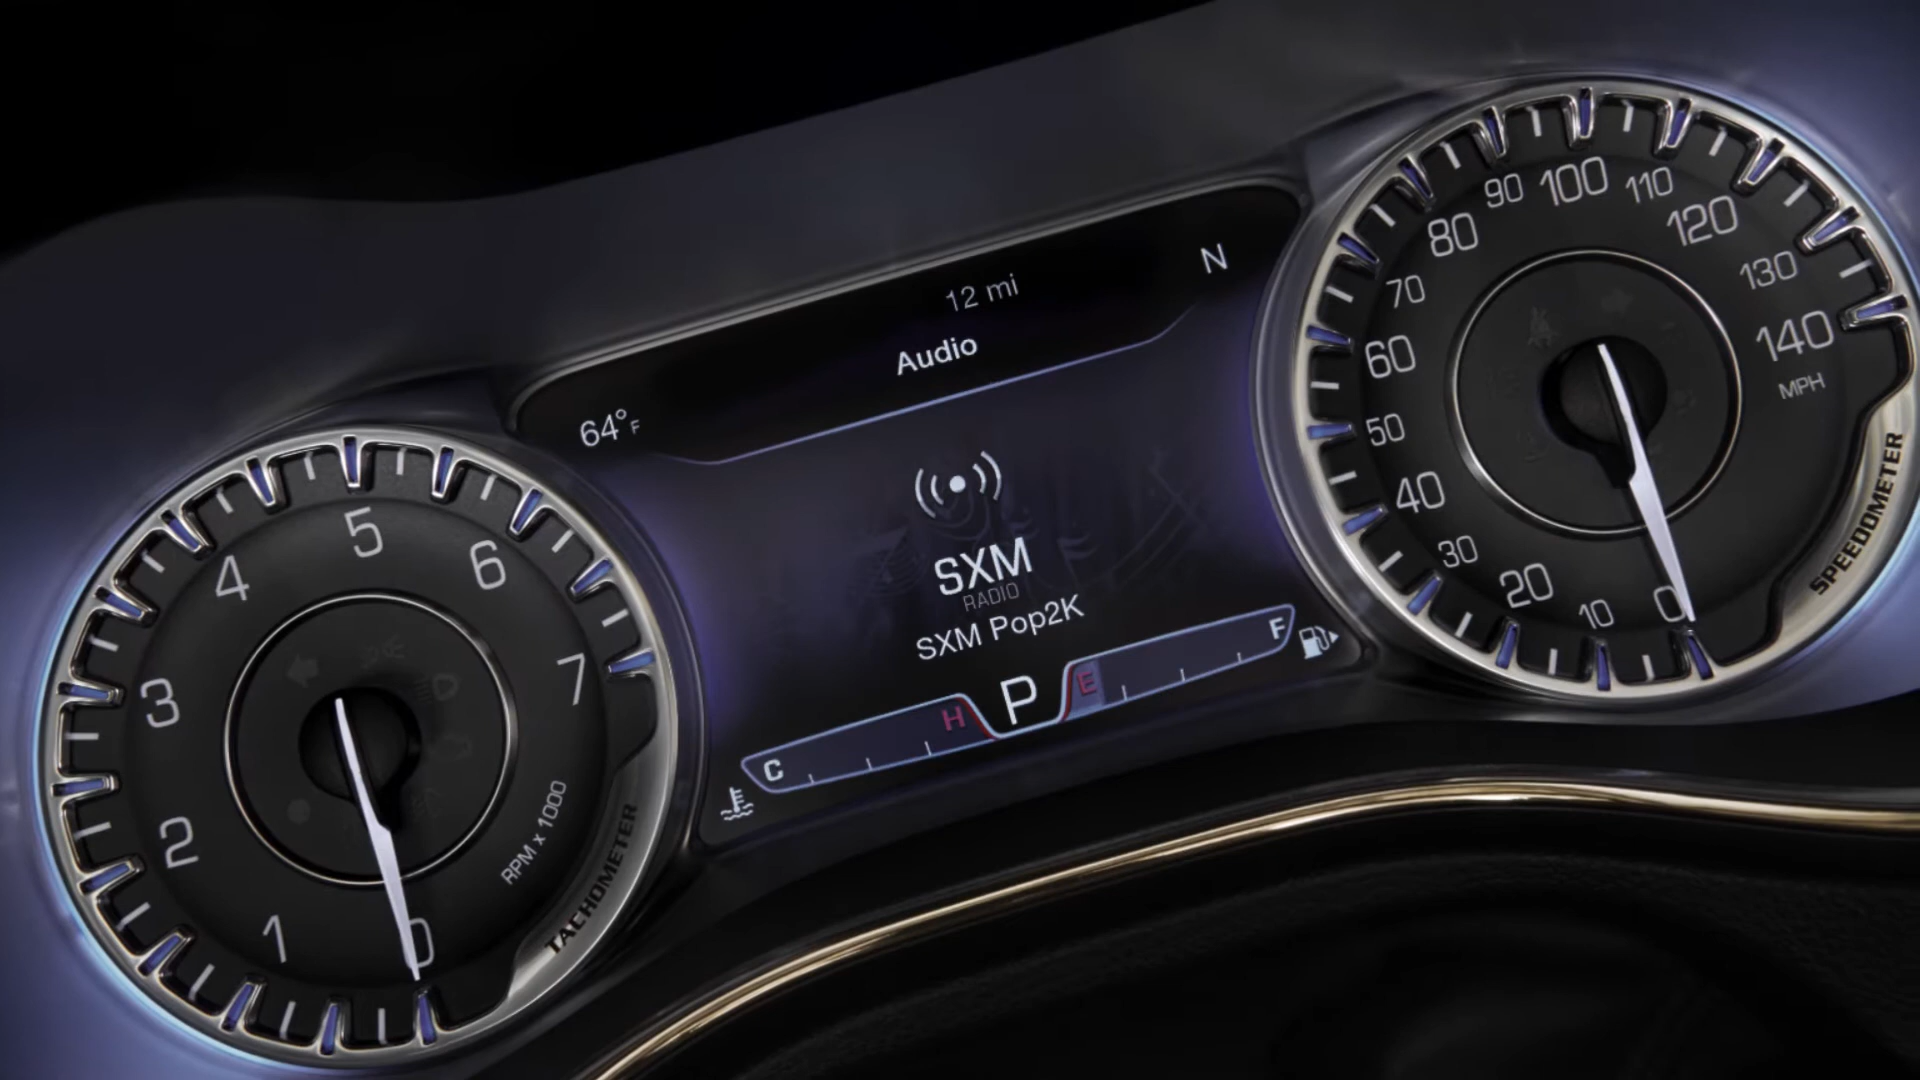 12 mi
N
Audio
64°F
SXM
RADIO
SXM Pop2K
P
C
H
E
F
0
1
2
3
4
5
6
7
RPM x 1000
TACHOMETER
0
10
20
30
40
50
60
70
80
90
100
110
120
130
140
MPH
SPEEDOMETER